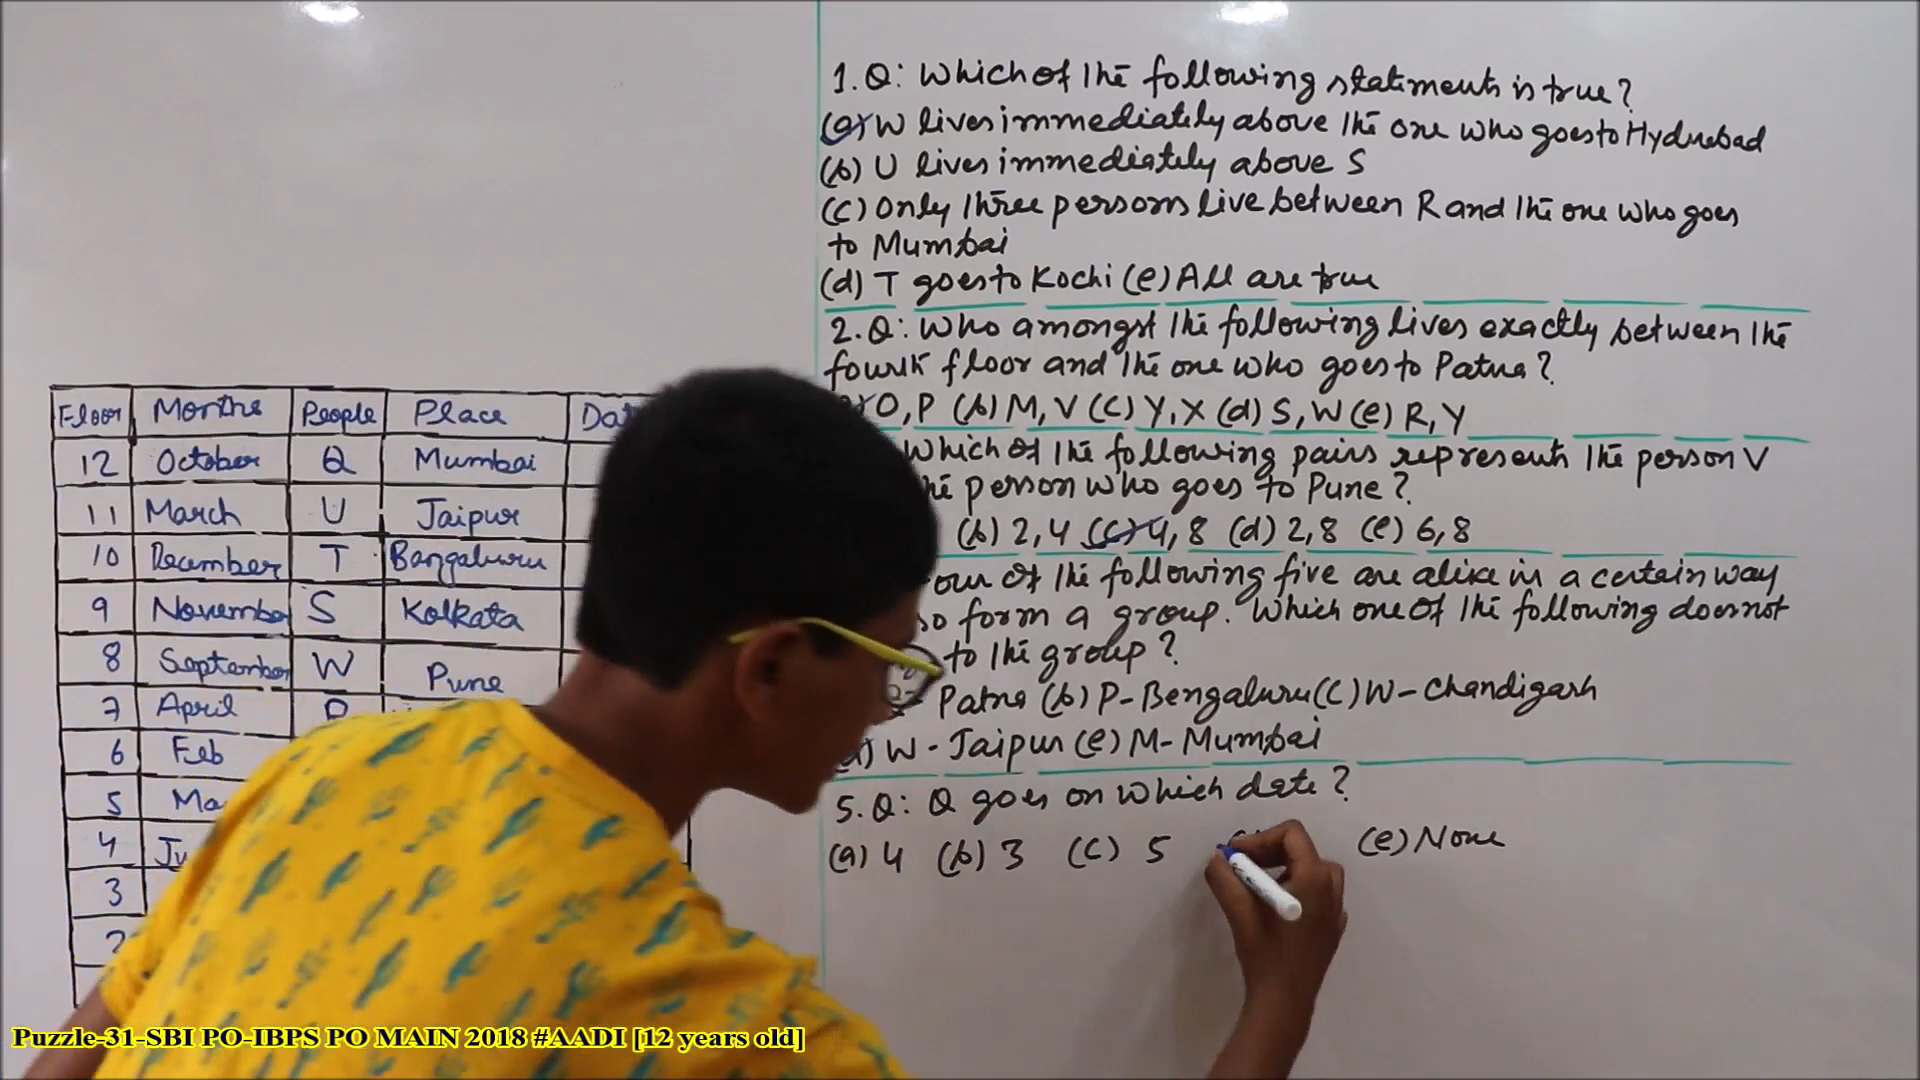 1.Q: Which of the following statements is true?
(a) W lives immediately above the one who goes to Hydrebad
(b) U lives immediately above S
(c) Only three persons live between R and the one who goes
to Mumbai
(d) T goes to Kochi (e) All are true
2.Q: Who amongst the following lives exactly between the
fourth floor and the one who goes to Patna?
O, P (b) M, V (c) Y, X (d) S, W (e) R, Y
Which of the following pairs represents the person V
person who goes to Pune?
(b) 2,4 (c) 4,8 (d) 2,8 (e) 6,8
of the following five are alike in a certain way
so form a group. Which one of the following does not
to the group?
Patna (b) P-Bengaluru (c) W-Chandigarh
W-Jaipur (e) M-Mumbai
5.Q: Q goes on which date?
(a) 4 (b) 3 (c) 5 (e) None
Floor Months People Place
12 October Q Mumbai
11 March U Jaipur
10 December T Bangaluru
9 November S Kolkata
8 September W Pune
7 April
6 Feb
5
4
3
2
Puzzle-31-SBI PO-IBPS PO MAIN 2018 #AADI [12 years old]